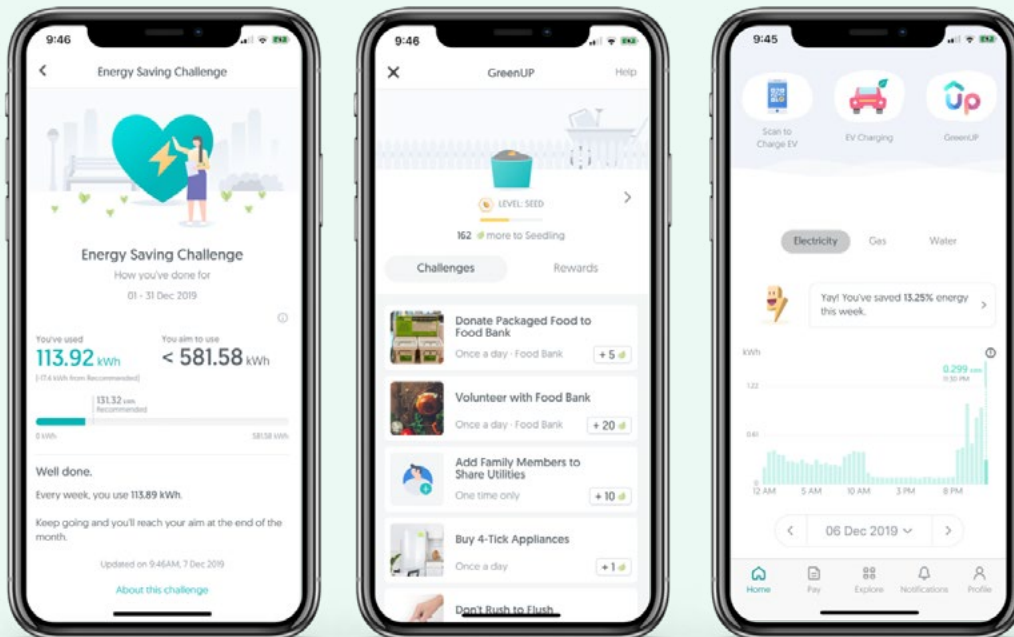 9:46
Energy Saving Challenge
Energy Saving Challenge
How you've done for
01 - 31 Dec 2019
You've used
113.92 kWh
[-17.4 kWh from Recommended]
You aim to use
< 581.58 kWh
131.32 kWh
Recommended
0 kWh
581.58 kWh
Well done.
Every week, you use 113.89 kWh.
Keep going and you'll reach your aim at the end of the
month.
Updated on 9:46AM, 7 Dec 2019
About this challenge
9:46
GreenUP
Help
LEVEL: SEED
162 more to Seedling
Challenges
Rewards
Donate Packaged Food to
Food Bank
Once a day · Food Bank
+ 5
Volunteer with Food Bank
Once a day · Food Bank
+ 20
Add Family Members to
Share Utilities
One time only
+ 10
Buy 4-Tick Appliances
Once a day
+ 1
Don't Rush to Flush
9:45
Scan to
Charge EV
EV Charging
Up
GreenUP
Electricity
Gas
Water
Yay! You've saved 13.25% energy
this week.
kWh
0.299 kWh
11:30 PM
1.22
0.61
0
12 AM
5 AM
10 AM
3 PM
8 PM
06 Dec 2019
Home
Pay
Explore
Notifications
Profile